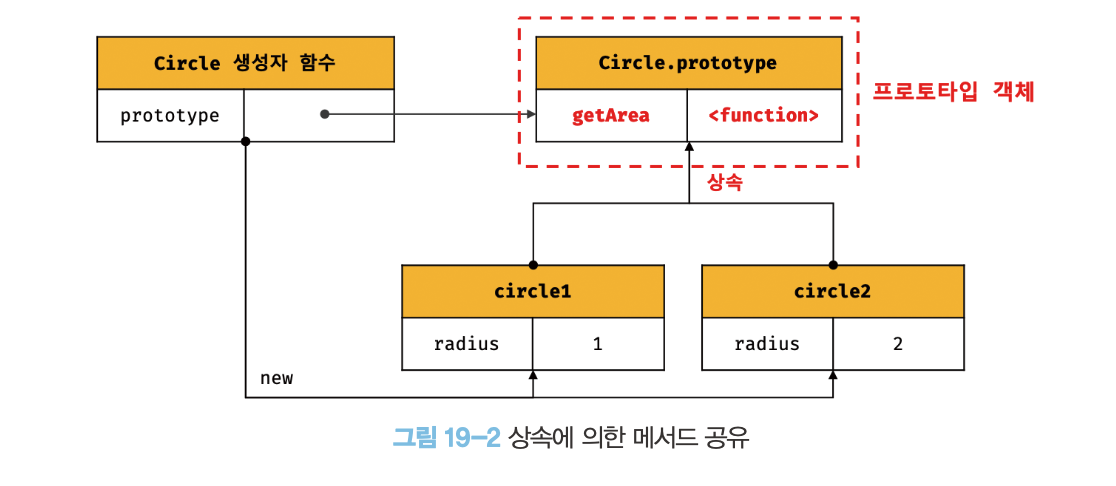 Circle 생성자 함수
prototype
Circle.prototype
getArea
<function>
프로토타입 객체
상속
circle1
radius
1
circle2
radius
2
new
그림 19-2 상속에 의한 메서드 공유